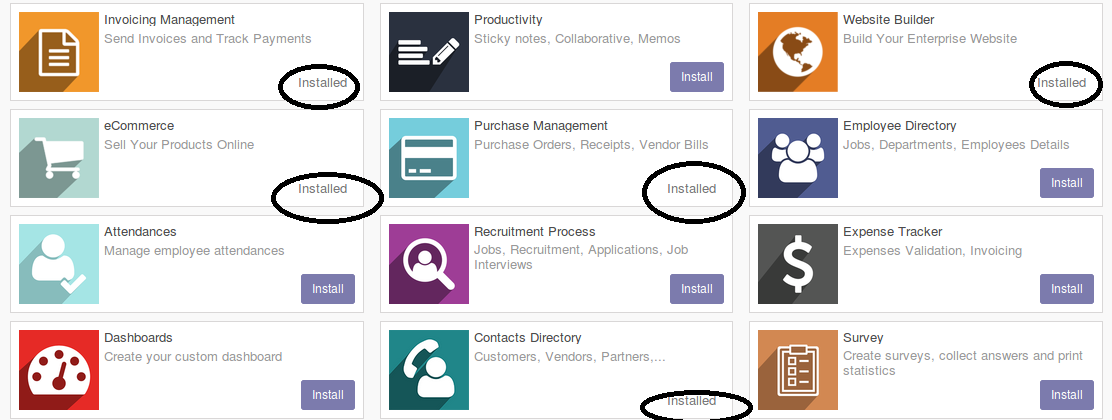 Invoicing Management
Send Invoices and Track Payments
Installed
Productivity
Sticky notes, Collaborative, Memos
Install
Website Builder
Build Your Enterprise Website
Installed
eCommerce
Sell Your Products Online
Installed
Purchase Management
Purchase Orders, Receipts, Vendor Bills
Installed
Employee Directory
Jobs, Departments, Employees Details
Install
Attendances
Manage employee attendances
Install
Recruitment Process
Jobs, Recruitment, Applications, Job
Interviews
Install
Expense Tracker
Expenses Validation, Invoicing
Install
Dashboards
Create your custom dashboard
Install
Contacts Directory
Customers, Vendors, Partners,...
Installed
Survey
Create surveys, collect answers and print
statistics
Install